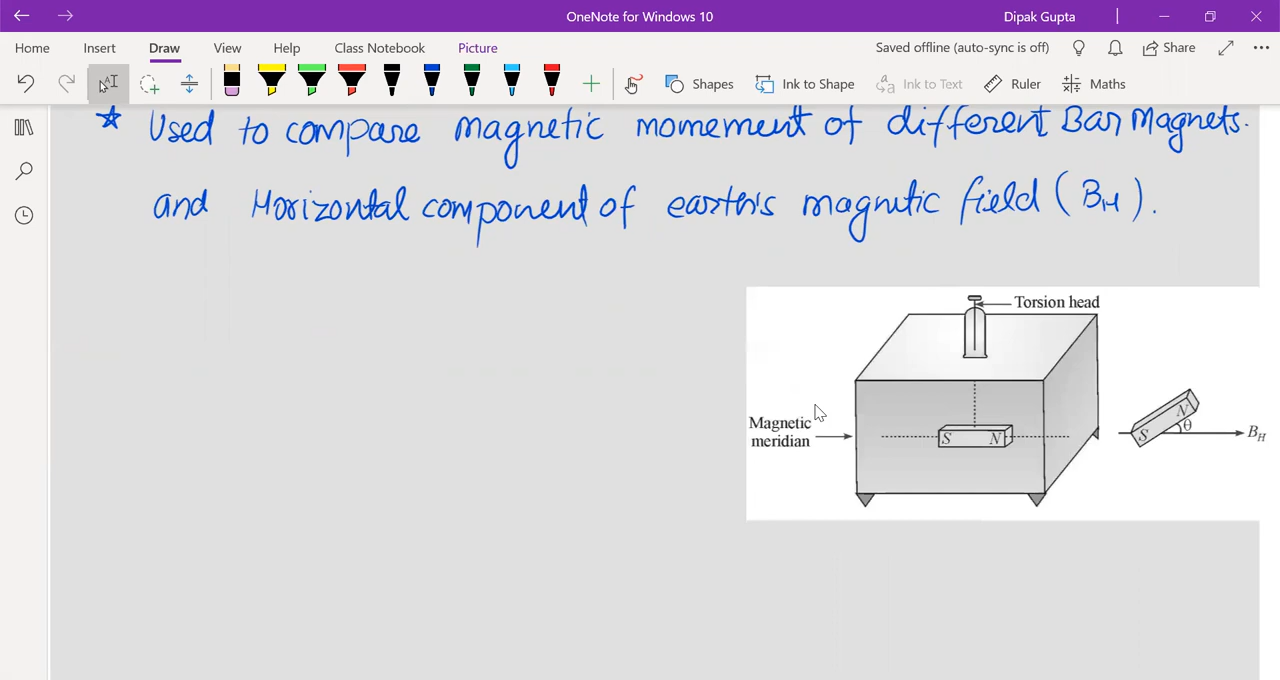 OneNote for Windows 10
Dipak Gupta
Home Insert Draw View Help Class Notebook Picture
Saved offline (auto-sync is off)
Share
Shapes
Ink to Shape
Ink to Text
Ruler
Maths
Used to compare magnetic momement of different Bar Magnets.
and Horizontal component of earth's magnetic field (BH).
Torsion head
Magnetic
meridian
S N
S N θ
BH